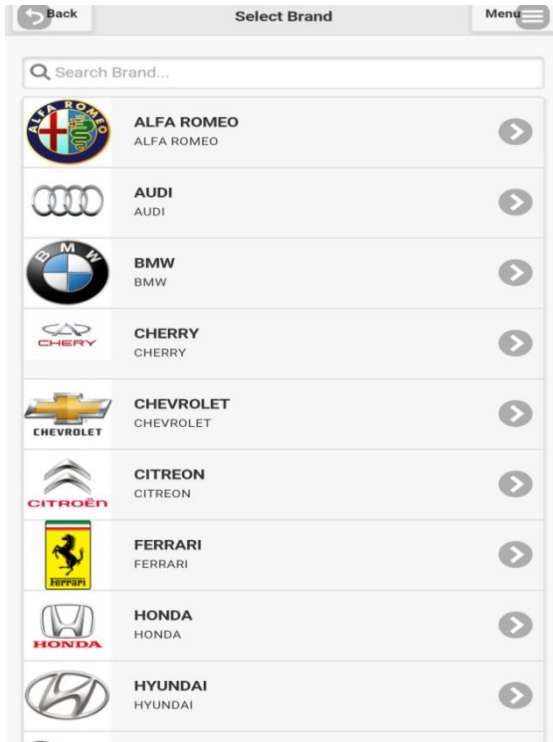 Back
Select Brand
Menu
Search Brand...
ALFA ROMEO
ALFA ROMEO
ALFA ROMEO
AUDI
AUDI
BMW
BMW
BMW
CHERY
CHERRY
CHERRY
CHEVROLET
CHEVROLET
CHEVROLET
CITROËN
CITREON
CITREON
Ferrari
FERRARI
FERRARI
HONDA
HONDA
HONDA
HYUNDAI
HYUNDAI